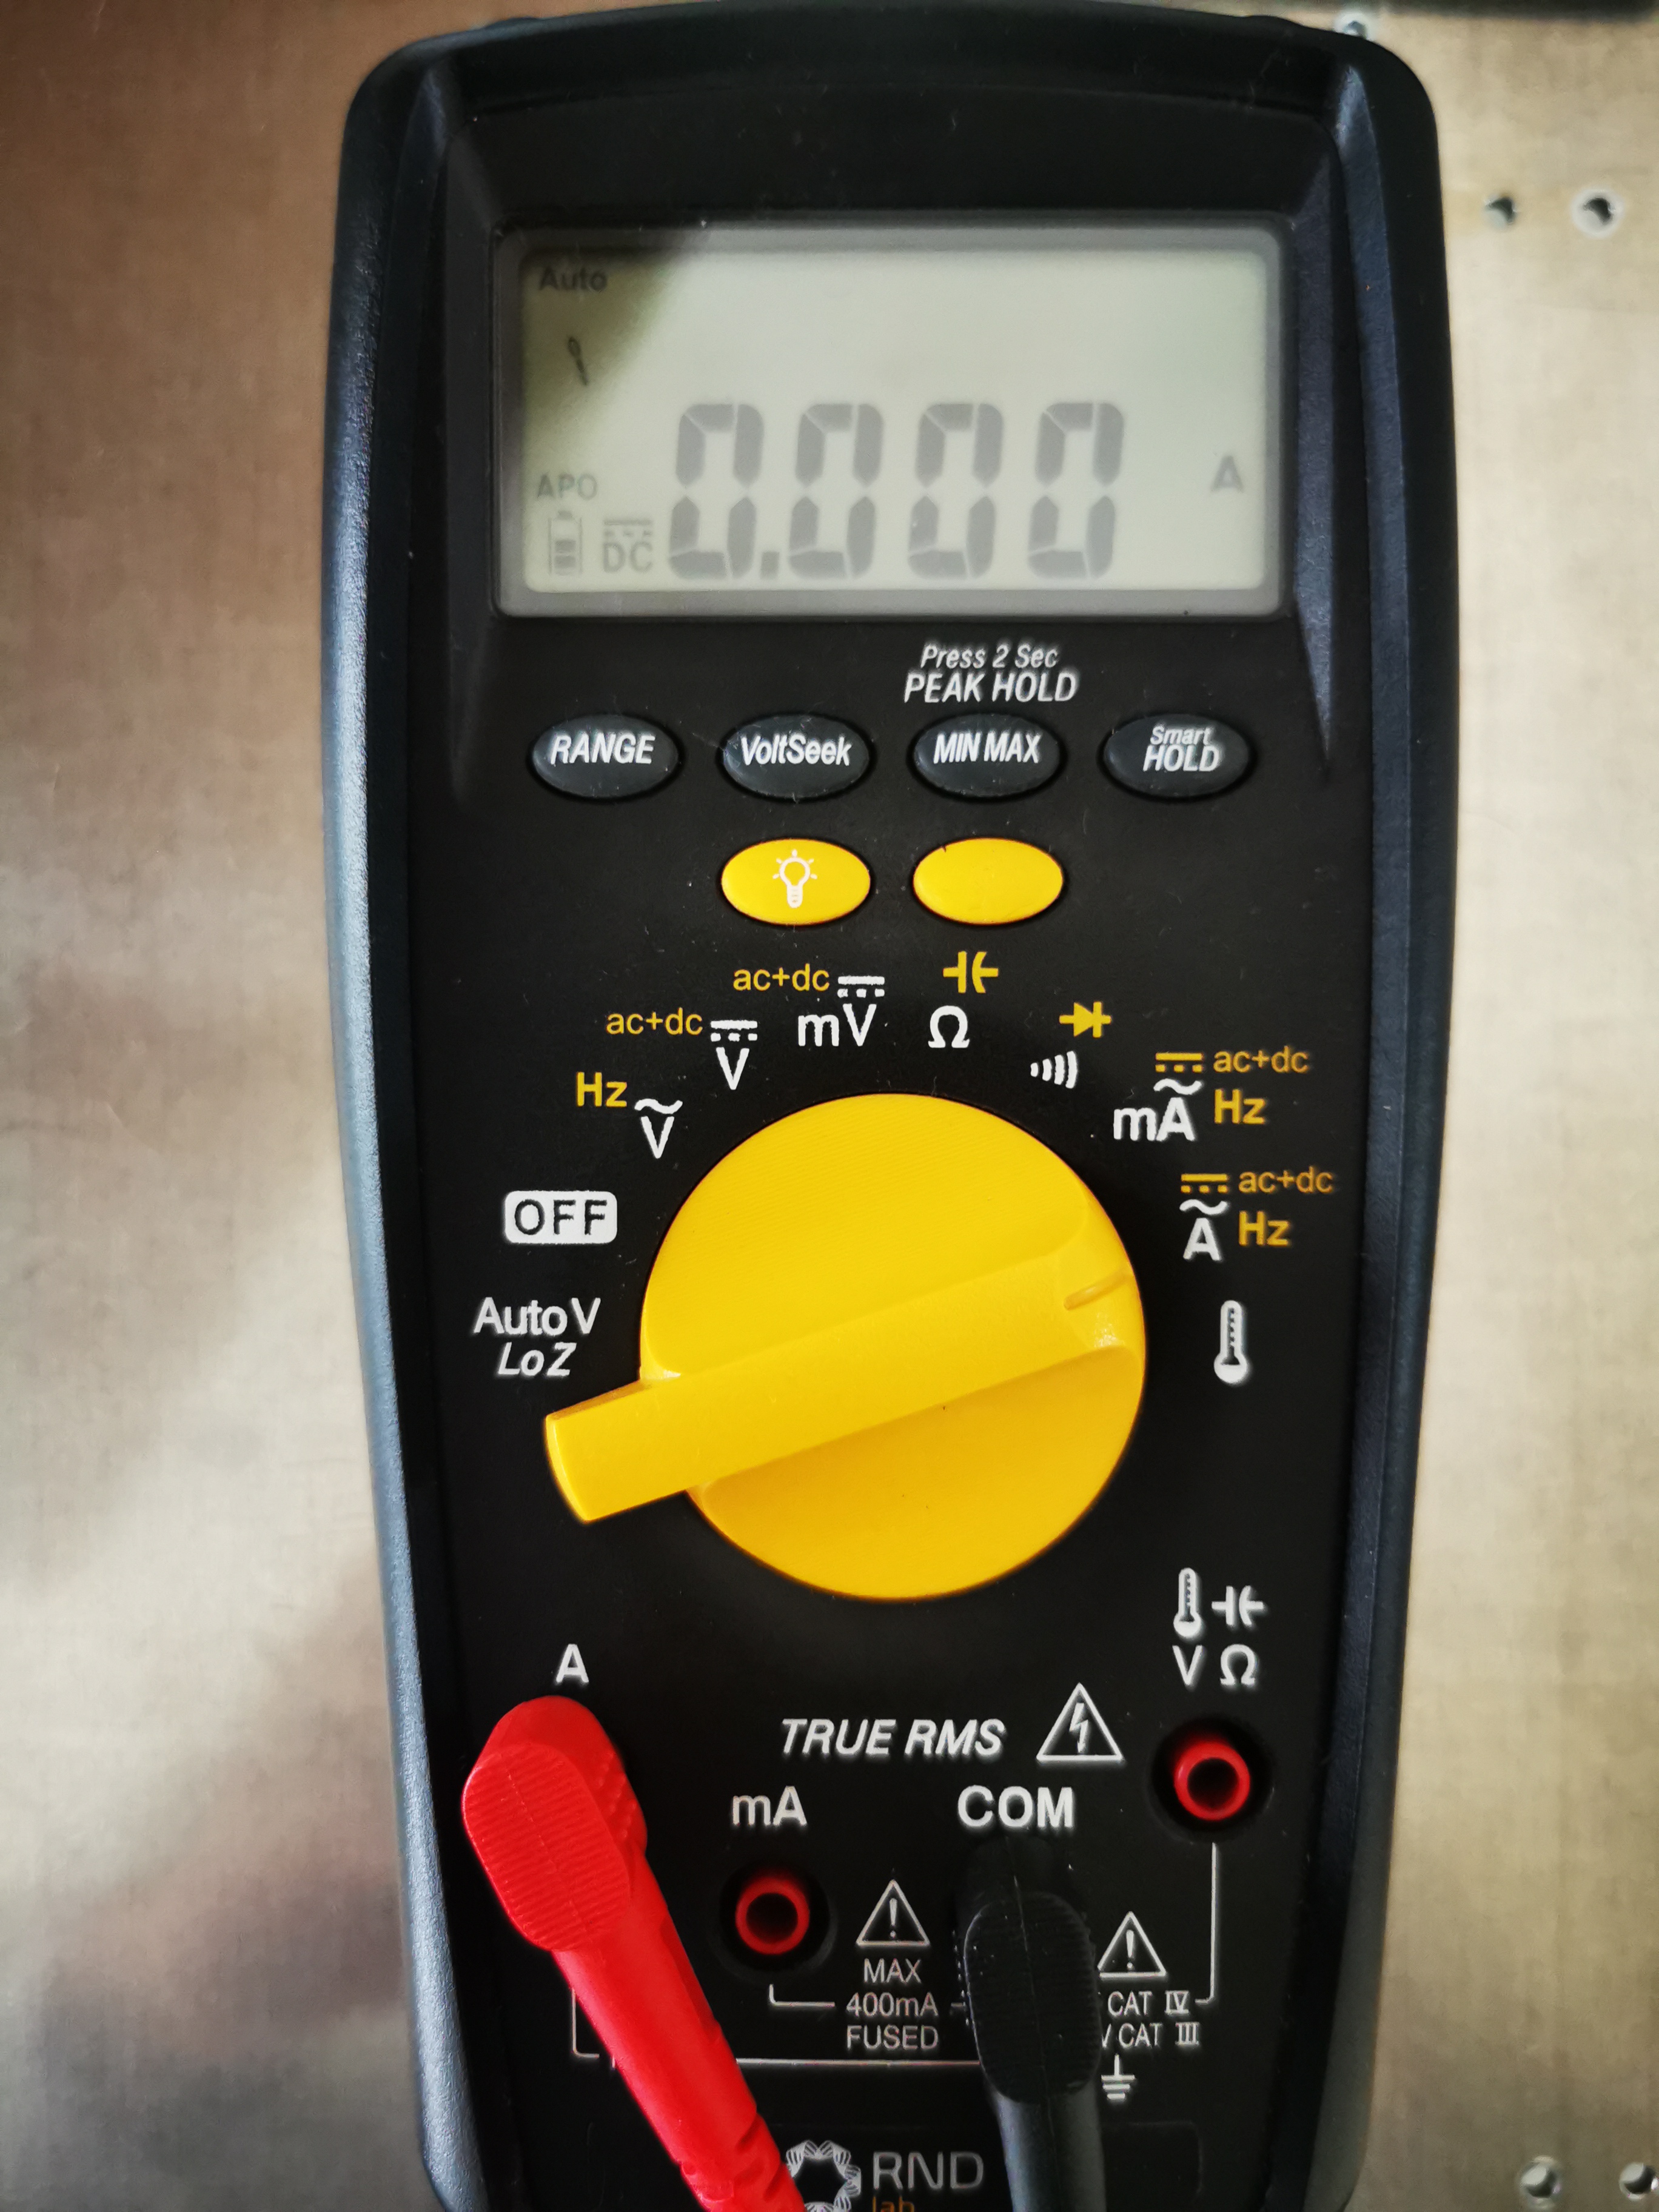 Auto
APO
DC 0.000 A
Press 2 Sec
PEAK HOLD
RANGE VoltSeek MIN MAX Smart HOLD
ac+dc mV
ac+dc V
Ω
Hz V
mA ac+dc Hz
OFF
A ac+dc Hz
Auto V
Lo Z
A
V Ω
TRUE RMS
mA COM
MAX
400mA
FUSED
CAT IV
V CAT III
RND
lab